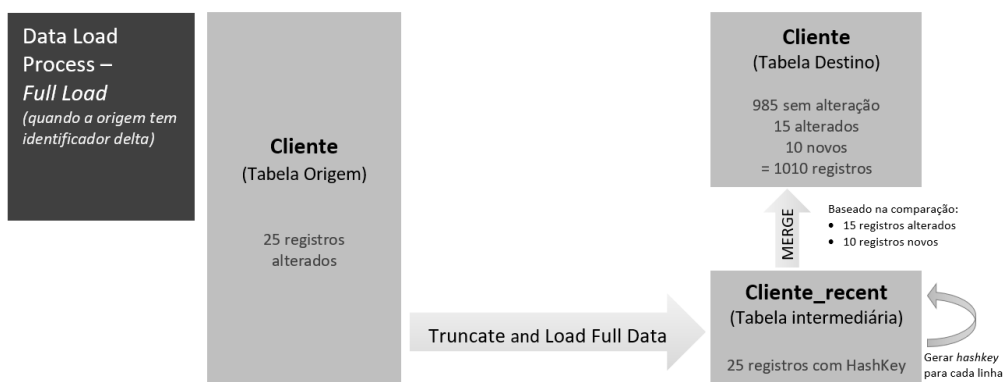 Data Load
Process –
Full Load
(quando a origem tem
identificador delta)
Cliente
(Tabela Origem)
25 registros
alterados
Truncate and Load Full Data
Cliente
(Tabela Destino)
985 sem alteração
15 alterados
10 novos
= 1010 registros
MERGE
Baseado na comparação:
• 15 registros alterados
• 10 registros novos
Cliente_recent
(Tabela intermediária)
25 registros com HashKey
Gerar hashkey
para cada linha